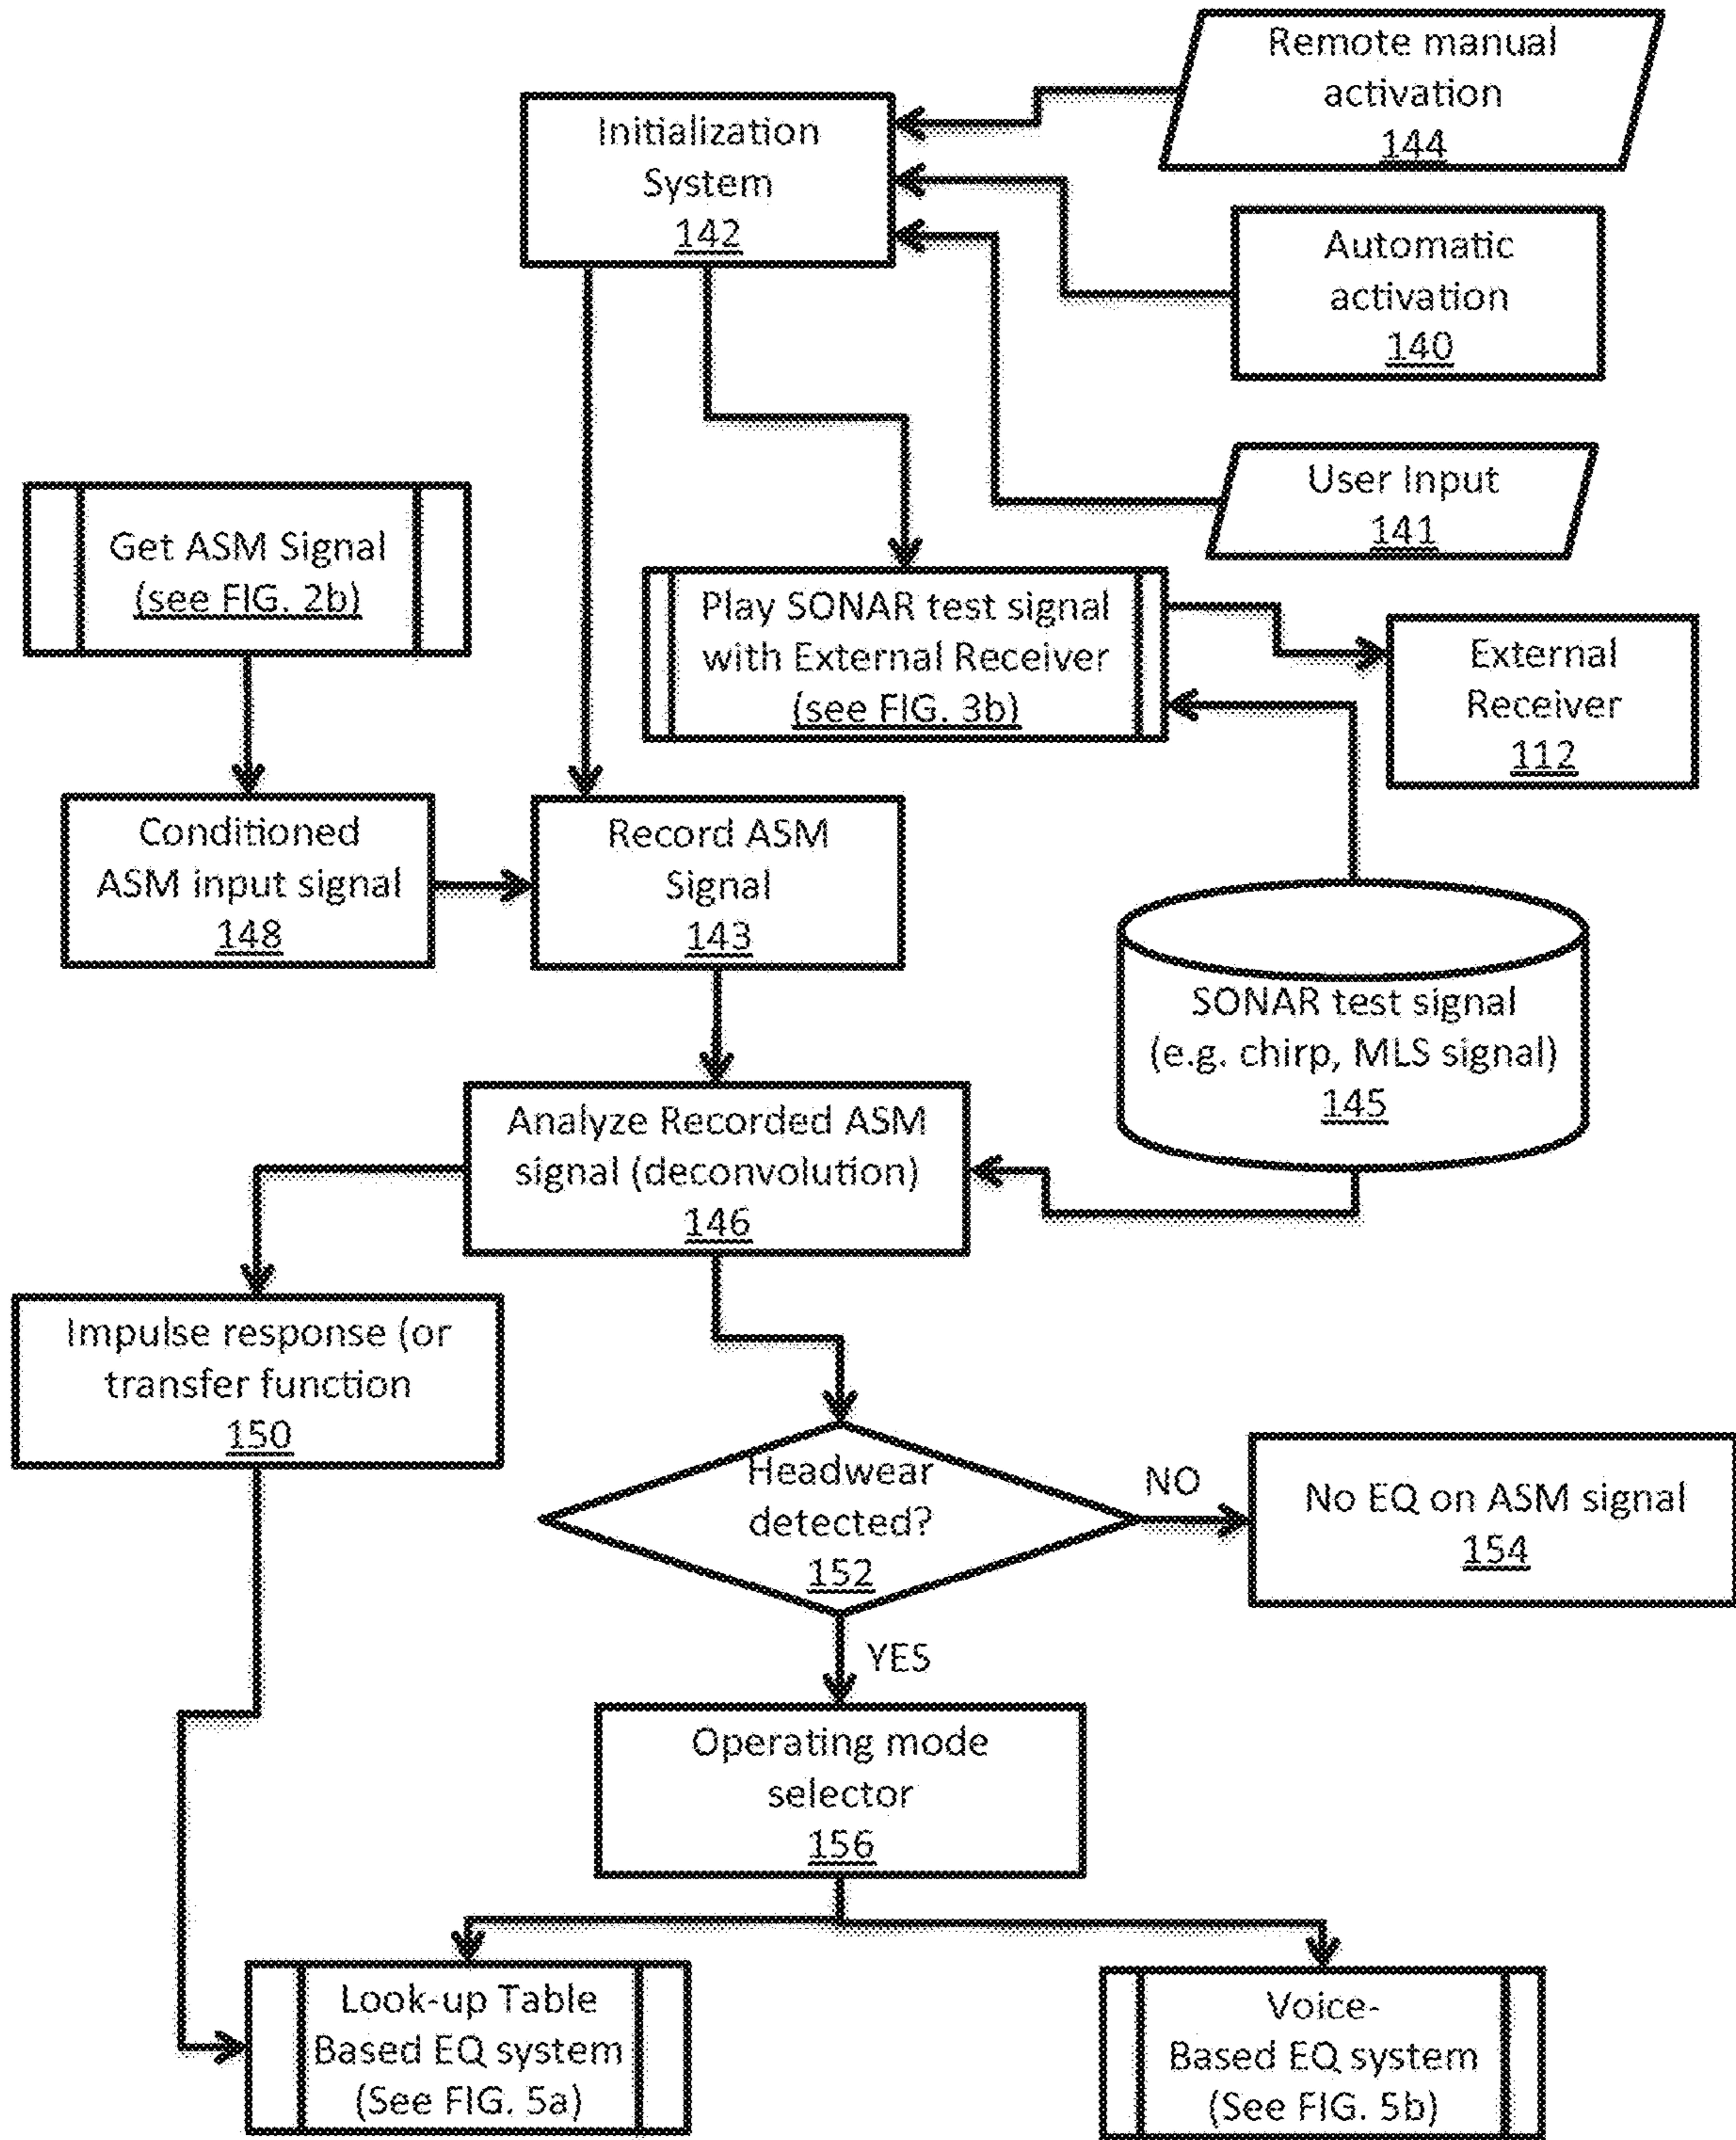 Remote manual
activation
144
Initialization
System
142
Automatic
activation
140
User Input
141
Get ASM Signal
(see FIG. 2b)
Play SONAR test signal
with External Receiver
(see FIG. 3b)
External
Receiver
112
Conditioned
ASM input signal
148
Record ASM
Signal
143
SONAR test signal
(e.g. chirp, MLS signal)
145
Analyze Recorded ASM
signal (deconvolution)
146
Impulse response (or
transfer function
150
Headwear
detected?
152
NO
No EQ on ASM signal
154
YES
Operating mode
selector
156
Look-up Table
Based EQ system
(See FIG. 5a)
Voice-
Based EQ system
(See FIG. 5b)